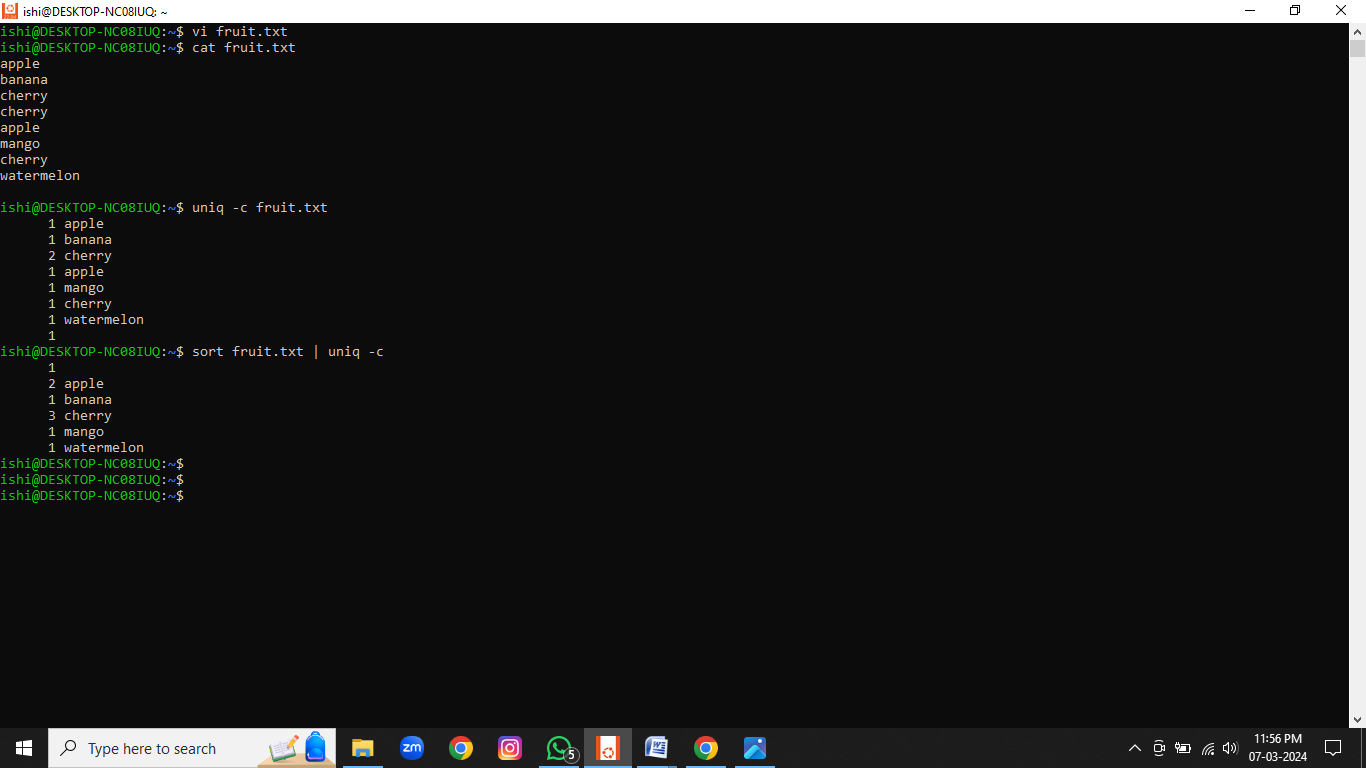 ishi@DESKTOP-NC08IUQ: ~
ishi@DESKTOP-NC08IUQ:~$ vi fruit.txt
ishi@DESKTOP-NC08IUQ:~$ cat fruit.txt
apple
banana
cherry
cherry
apple
mango
cherry
watermelon
ishi@DESKTOP-NC08IUQ:~$ uniq -c fruit.txt
1 apple
1 banana
2 cherry
1 apple
1 mango
1 cherry
1 watermelon
1
ishi@DESKTOP-NC08IUQ:~$ sort fruit.txt | uniq -c
1
2 apple
1 banana
3 cherry
1 mango
1 watermelon
ishi@DESKTOP-NC08IUQ:~$
ishi@DESKTOP-NC08IUQ:~$
ishi@DESKTOP-NC08IUQ:~$
Type here to search
zm
5
W
11:56 PM
07-03-2024